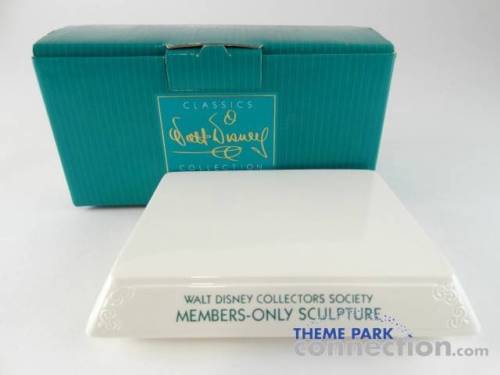 CLASSICS
Walt Disney
COLLECTION
WALT DISNEY COLLECTORS SOCIETY
MEMBERS-ONLY SCULPTURE
THEME PARK
connection.com